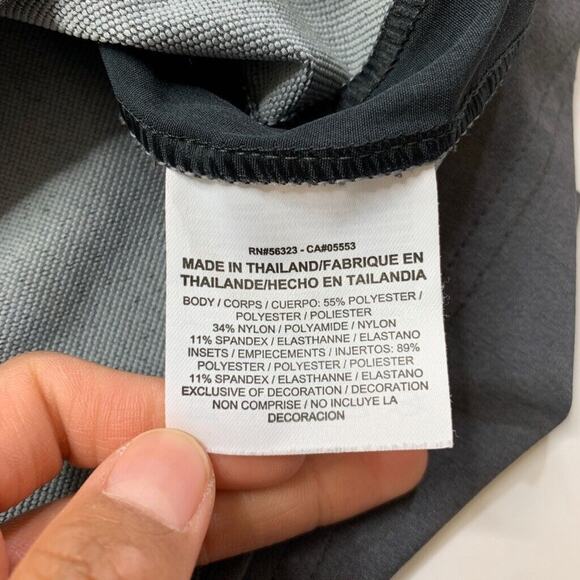 RN#56323 - CA#05553
MADE IN THAILAND/FABRIQUE EN
THAILANDE/HECHO EN TAILANDIA
BODY / CORPS / CUERPO: 55% POLYESTER /
POLYESTER / POLIESTER
34% NYLON / POLYAMIDE / NYLON
11% SPANDEX / ELASTHANNE / ELASTANO
INSETS / EMPIECEMENTS / INJERTOS: 89%
POLYESTER / POLYESTER / POLIESTER
11% SPANDEX / ELASTHANNE / ELASTANO
EXCLUSIVE OF DECORATION / DECORATION
NON COMPRISE / NO INCLUYE LA
DECORACION